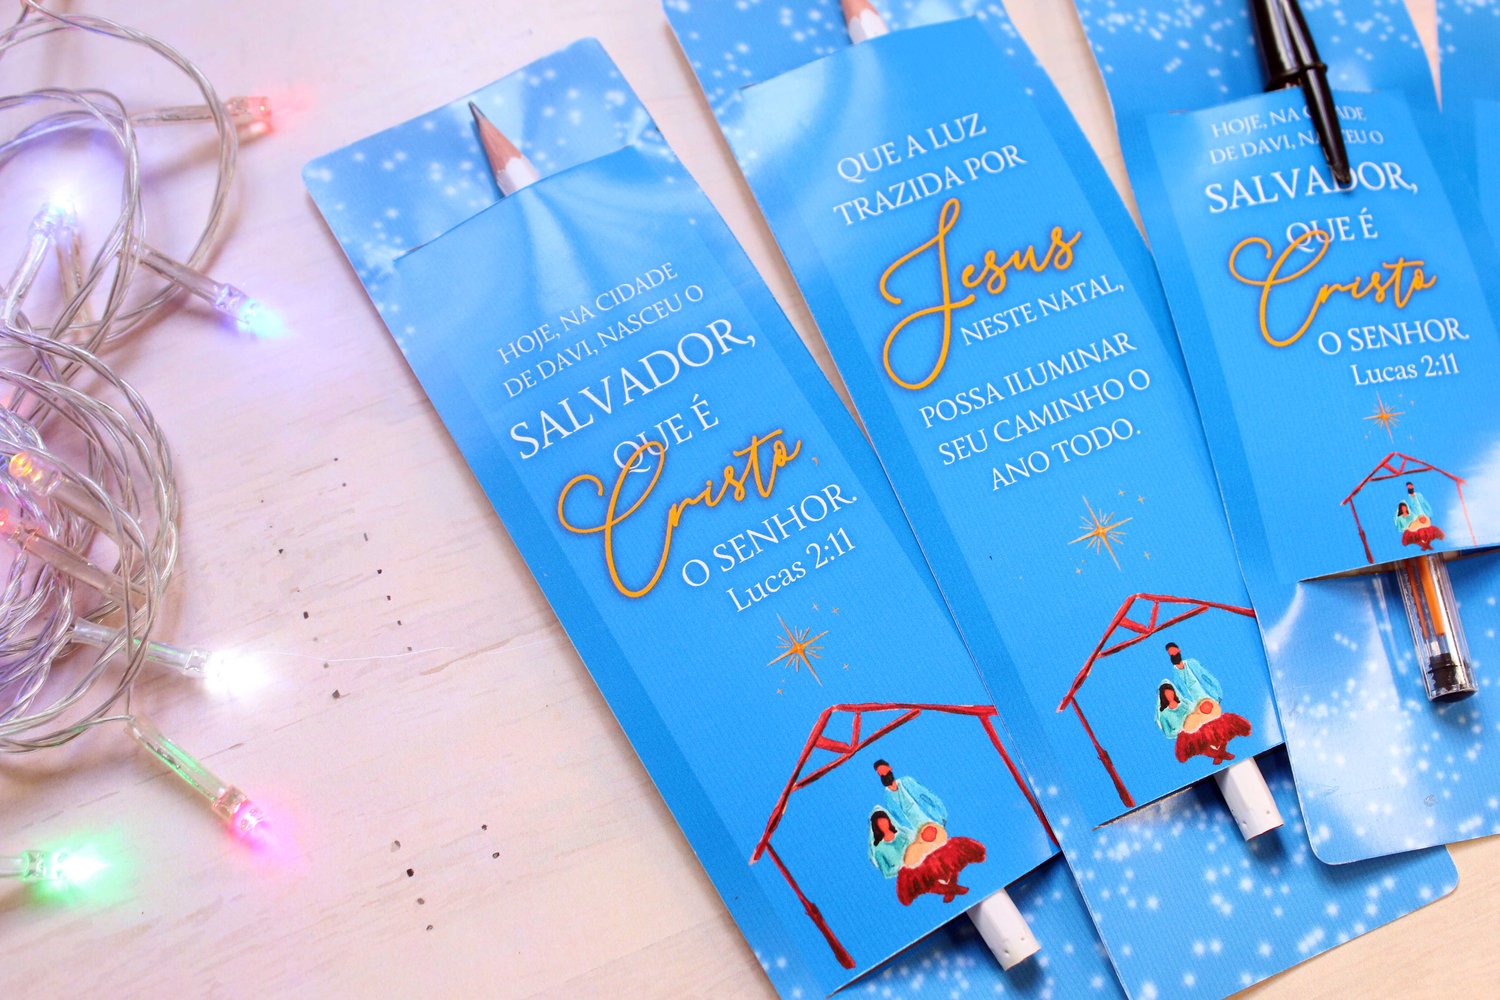 HOJE, NA CIDADE
DE DAVI, NASCEU O
SALVADOR,
QUE É
Cristo,
O SENHOR.
Lucas 2:11
QUE A LUZ
TRAZIDA POR
Jesus
NESTE NATAL,
POSSA ILUMINAR
SEU CAMINHO O
ANO TODO.
HOJE, NA CIDADE
DE DAVI, NASCEU O
SALVADOR,
QUE É
Cristo
O SENHOR.
Lucas 2:11